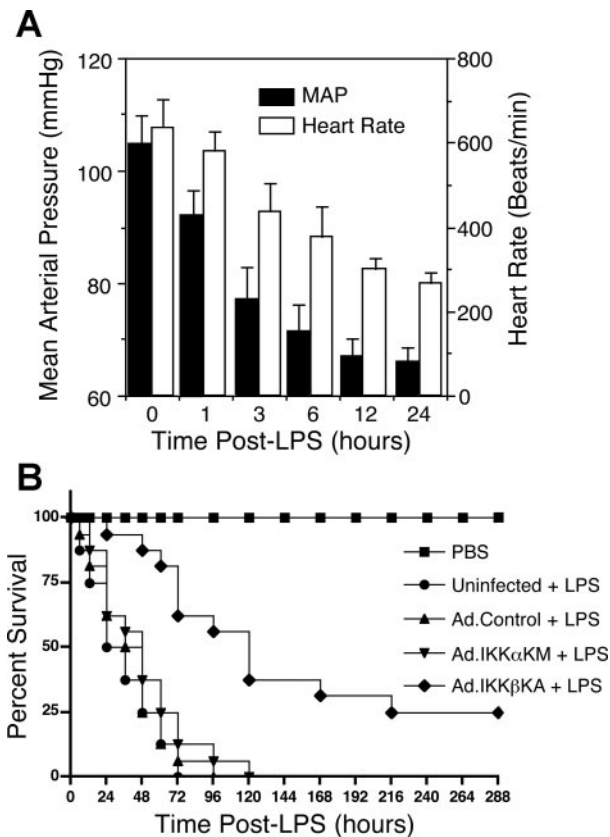 A
Mean Arterial Pressure (mmHg)
120
100
80
60
MAP
Heart Rate
800
600
400
200
0
Heart Rate (Beats/min)
0 1 3 6 12 24
Time Post-LPS (hours)
B
Percent Survival
100
75
50
25
0
PBS
Uninfected + LPS
Ad.Control + LPS
Ad.IKKαKM + LPS
Ad.IKKβKA + LPS
0 24 48 72 96 120 144 168 192 216 240 264 288
Time Post-LPS (hours)